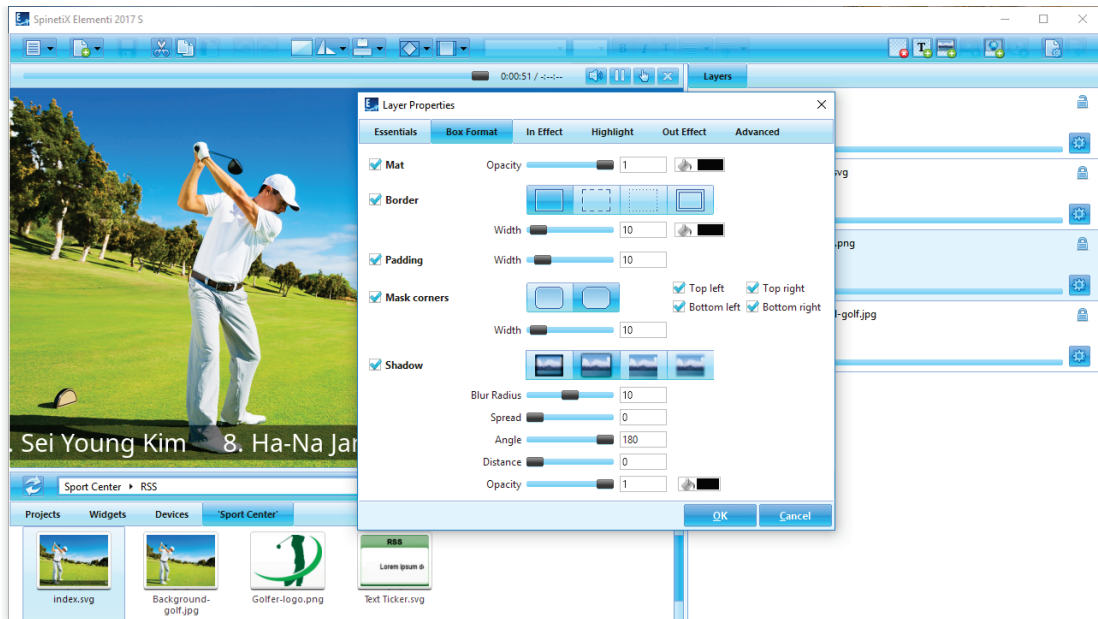 SpinetiX Elementi 2017 S
B I T
0:00:51 / -:--:--
Layers
Layer Properties
Essentials Box Format In Effect Highlight Out Effect Advanced
Mat Opacity 1
Border
Width 10
Padding Width 10
Mask corners Top left Top right
Bottom left Bottom right
Width 10
Shadow
Blur Radius 10
Spread 0
Angle 180
Distance 0
Opacity 1
OK Cancel
svg
.png
-golf.jpg
. Sei Young Kim 8. Ha-Na Jan
Sport Center RSS
Projects Widgets Devices 'Sport Center'
RSS
Lorem ipsum d
index.svg Background-golf.jpg Golfer-logo.png Text Ticker.svg